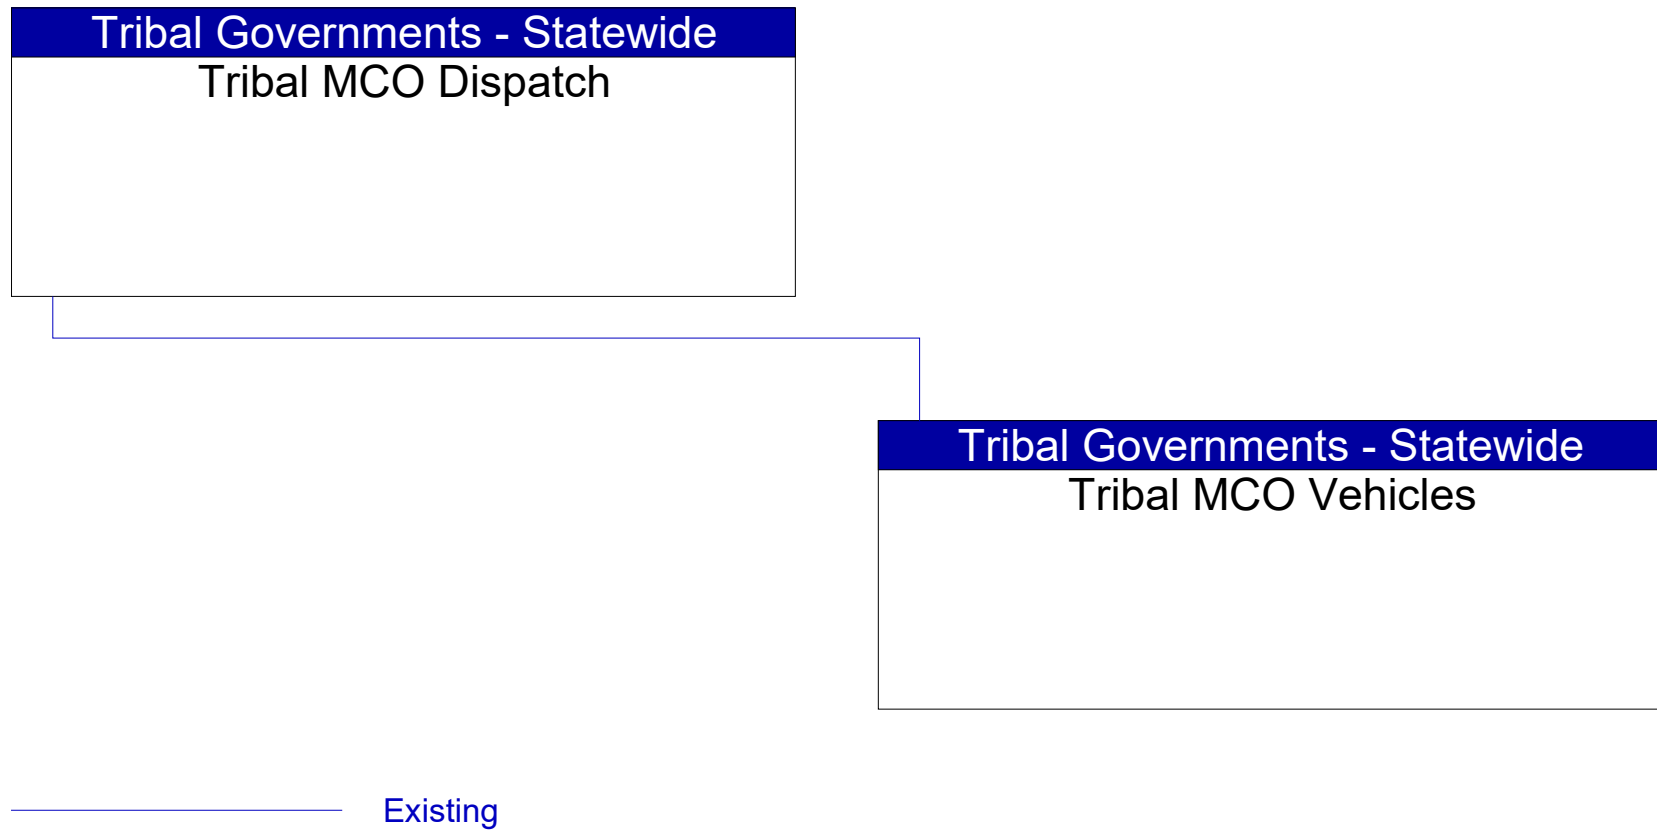 Tribal Governments - Statewide
Tribal MCO Dispatch
Tribal Governments - Statewide
Tribal MCO Vehicles
Existing